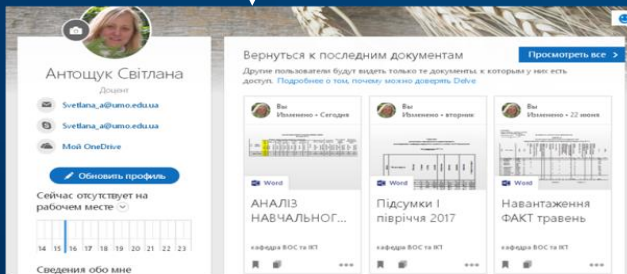 Антощук Світлана
Доцент
Svetlana_a@umo.edu.ua
Svetlana_a@umo.edu.ua
Мой OneDrive
Обновить профиль
Сейчас отсутствует на
рабочем месте
14 15 16 17 18 19 20 21 22 23
Сведения обо мне
Вернуться к последним документам
Просмотреть все >
Другие пользователи будут видеть только те документы, к которым у них есть
доступ. Подробнее о том, почему можно доверять Delve
Вы
Изменено • Сегодня
Word
АНАЛІЗ
НАВЧАЛЬНОГ...
кафедра ВОС та ІКТ
Вы
Изменено • вторник
Word
Підсумки І
півріччя 2017
кафедра ВОС та ІКТ
Вы
Изменено • 22 июня
Word
Навантаження
ФАКТ травень
кафедра ВОС та ІКТ